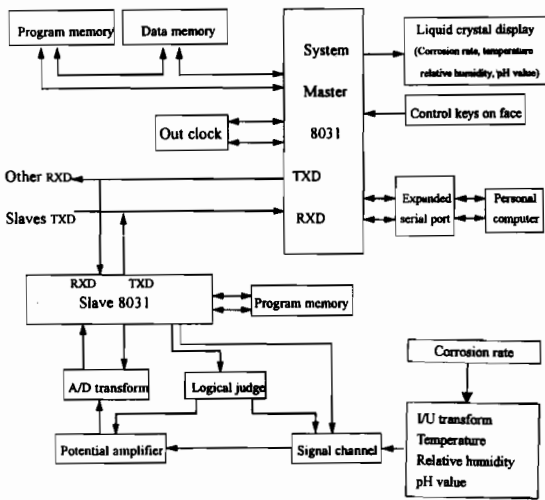 Program memory
Data memory
System
Master
8031
TXD
RXD
Liquid crystal display
(Corrosion rate, temperature
relative humidity, pH value)
Control keys on face
Out clock
Other RXD
Slaves TXD
Expanded
serial port
Personal
computer
RXD TXD
Slave 8031
Program memory
A/D transform
Logical judge
Potential amplifier
Signal channel
Corrosion rate
I/U transform
Temperature
Relative humidity
pH value